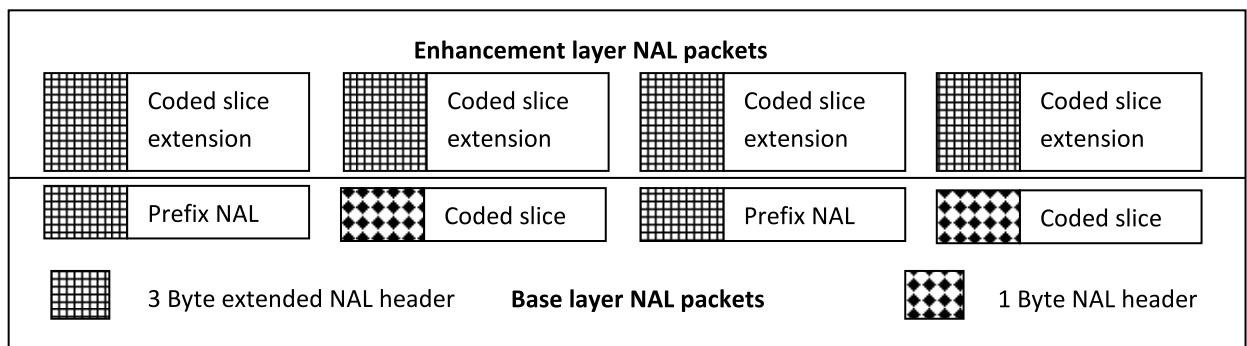 Enhancement layer NAL packets
Coded slice
extension
Coded slice
extension
Coded slice
extension
Coded slice
extension
Prefix NAL
Coded slice
Prefix NAL
Coded slice
3 Byte extended NAL header
Base layer NAL packets
1 Byte NAL header